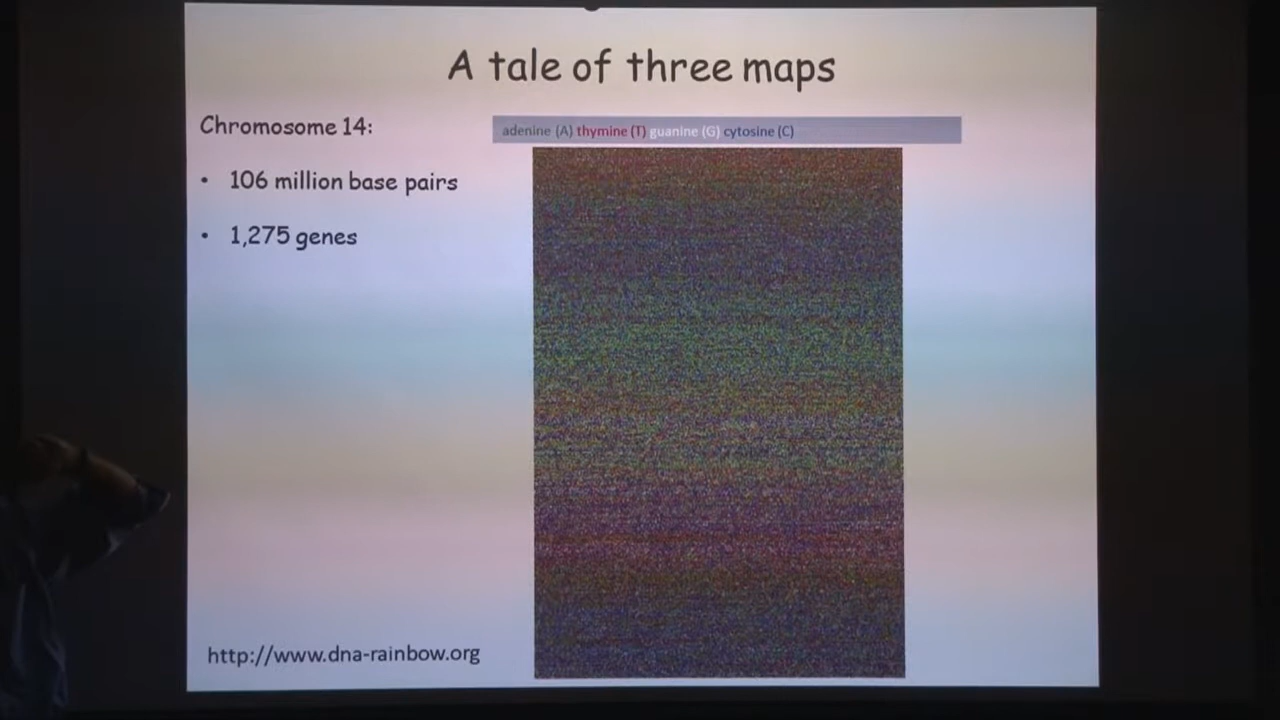 A tale of three maps
Chromosome 14:
adenine (A) thymine (T) guanine (G) cytosine (C)
• 106 million base pairs
• 1,275 genes
http://www.dna-rainbow.org